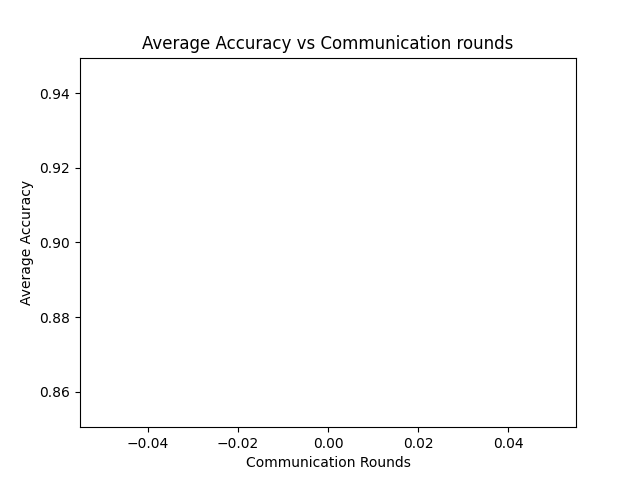 Average Accuracy vs Communication rounds
0.94
0.92
0.90
0.88
0.86
Average Accuracy
−0.04 −0.02 0.00 0.02 0.04
Communication Rounds